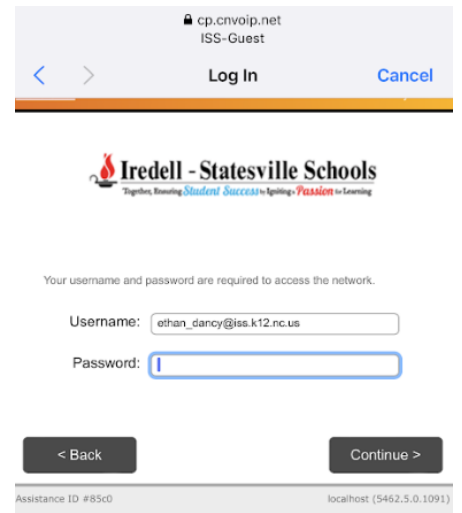 cp.cnvoip.net
ISS-Guest
< > Log In Cancel
Iredell - Statesville Schools
Together, Ensuring Student Success by Igniting a Passion for Learning
Your username and password are required to access the network.
Username: ethan_dancy@iss.k12.nc.us
Password:
< Back Continue >
Assistance ID #85c0 localhost (5462.5.0.1091)